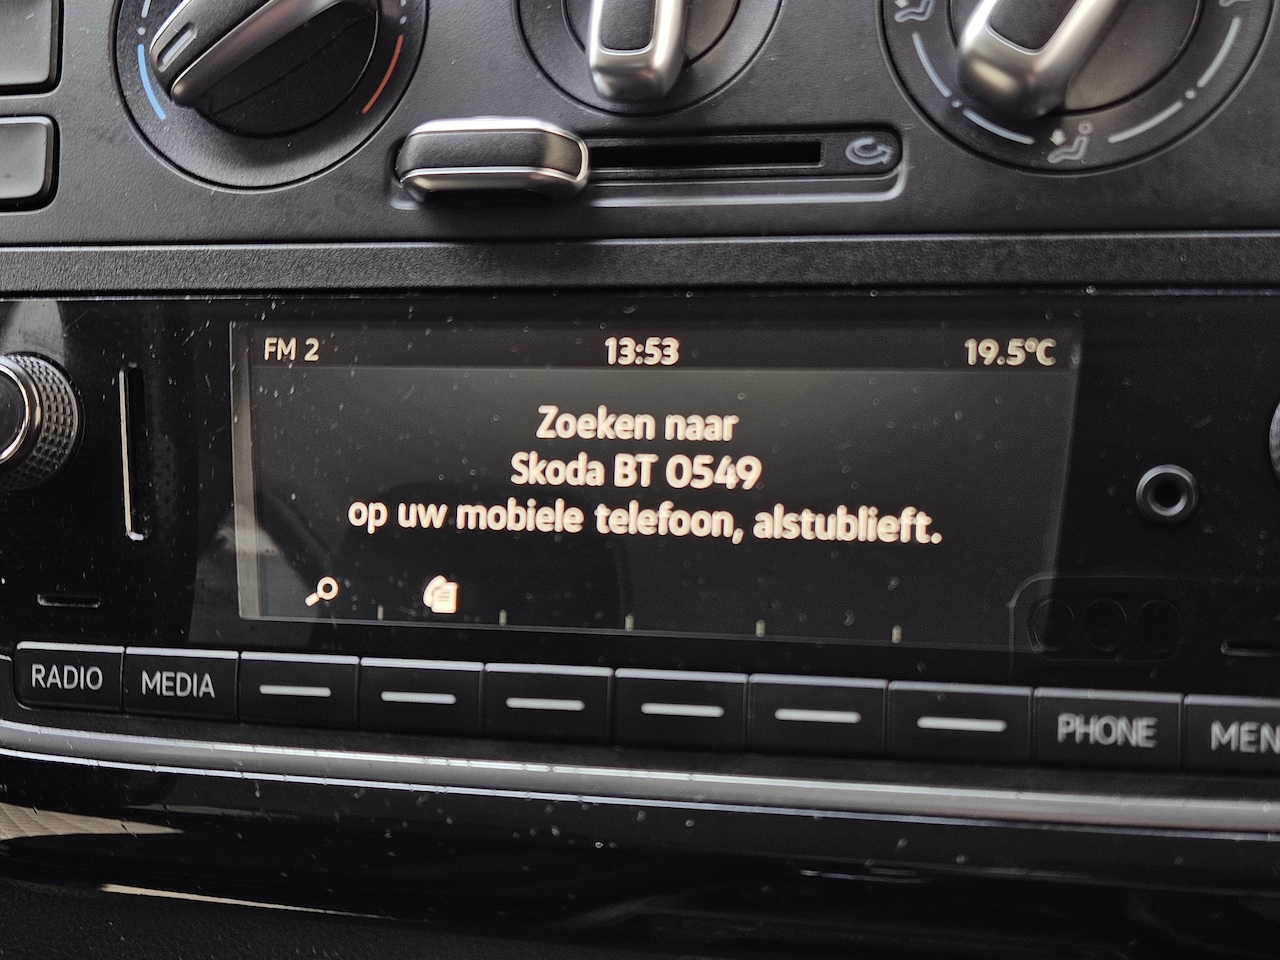 FM 2 13:53 19.5°C
Zoeken naar
Skoda BT 0549
op uw mobiele telefoon, alstublieft.
RADIO MEDIA PHONE MEN